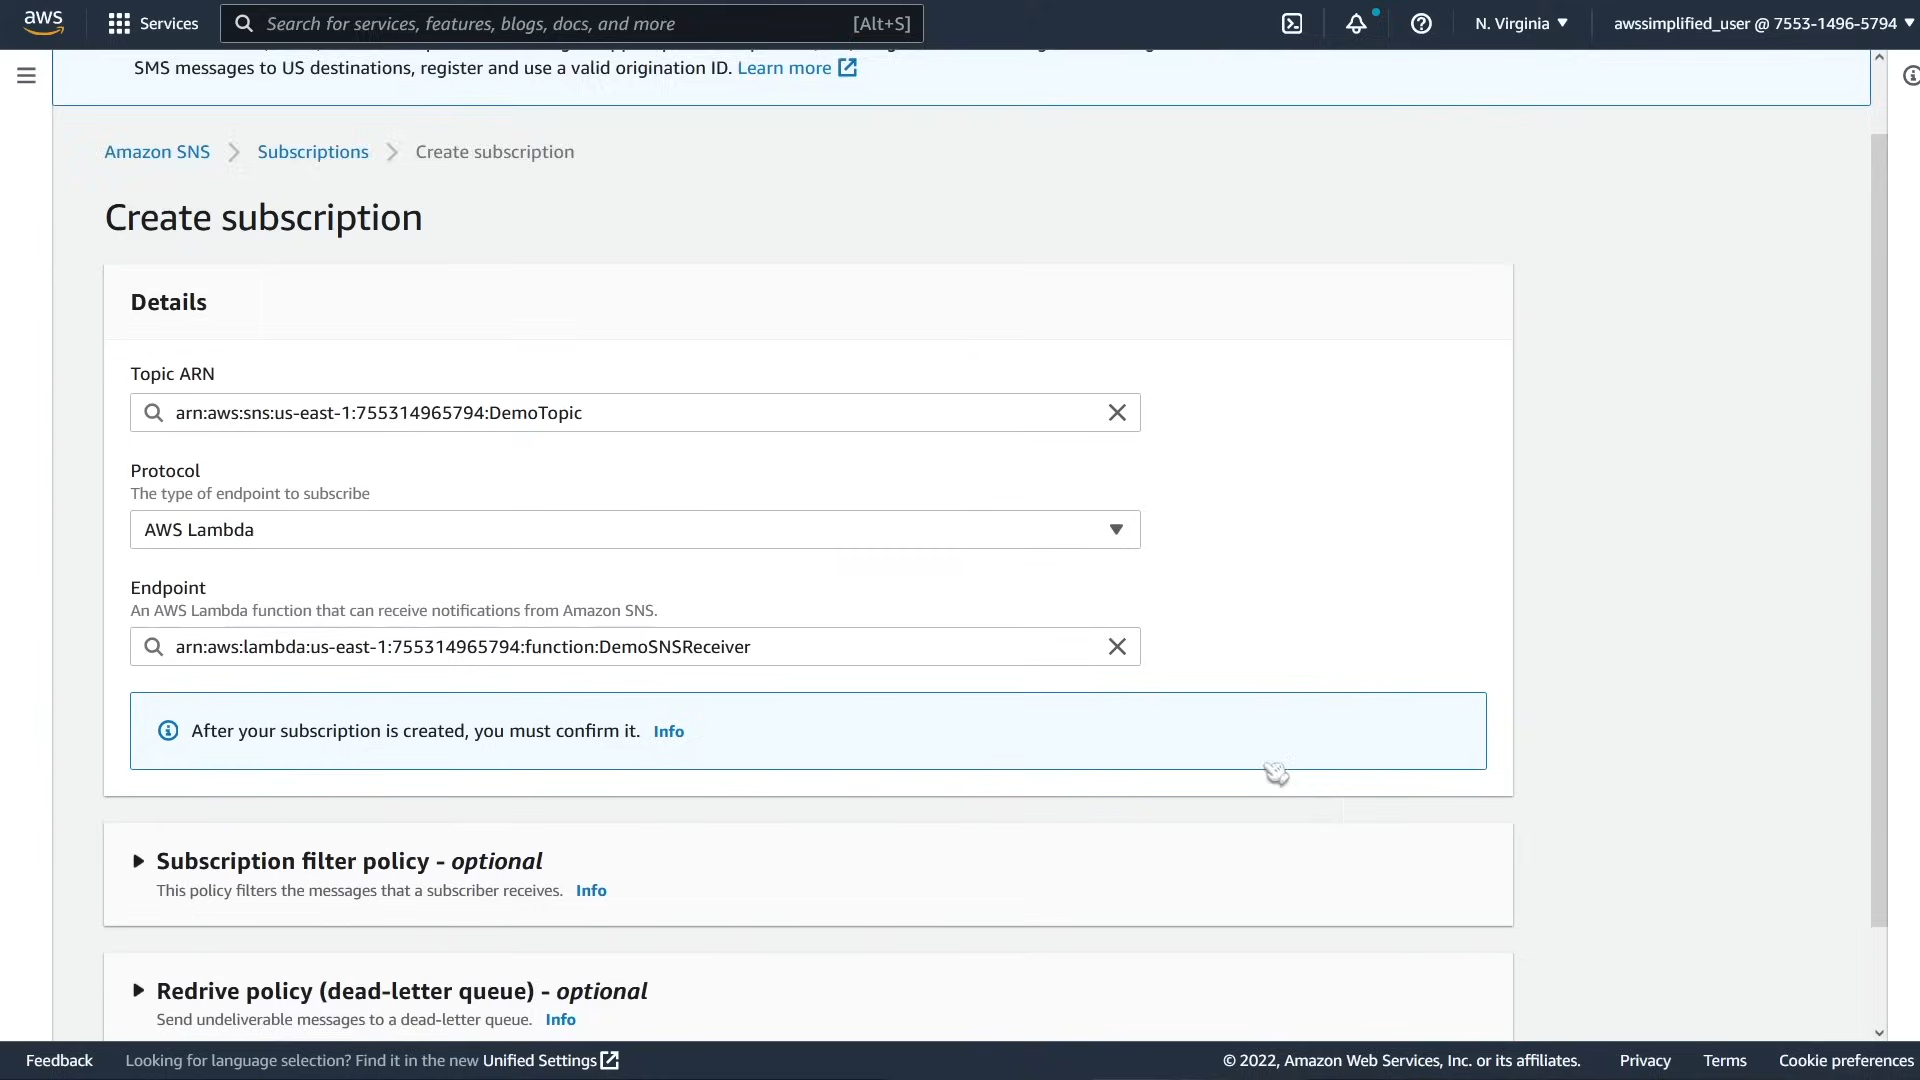 aws
Services
Search for services, features, blogs, docs, and more
[Alt+S]
N. Virginia
awssimplified_user @ 7553-1496-5794
SMS messages to US destinations, register and use a valid origination ID. Learn more
Amazon SNS
Subscriptions
Create subscription
Create subscription
Details
Topic ARN
arn:aws:sns:us-east-1:755314965794:DemoTopic
Protocol
The type of endpoint to subscribe
AWS Lambda
Endpoint
An AWS Lambda function that can receive notifications from Amazon SNS.
arn:aws:lambda:us-east-1:755314965794:function:DemoSNSReceiver
After your subscription is created, you must confirm it. Info
Subscription filter policy - optional
This policy filters the messages that a subscriber receives. Info
Redrive policy (dead-letter queue) - optional
Send undeliverable messages to a dead-letter queue. Info
Feedback
Looking for language selection? Find it in the new Unified Settings
© 2022, Amazon Web Services, Inc. or its affiliates.
Privacy
Terms
Cookie preferences